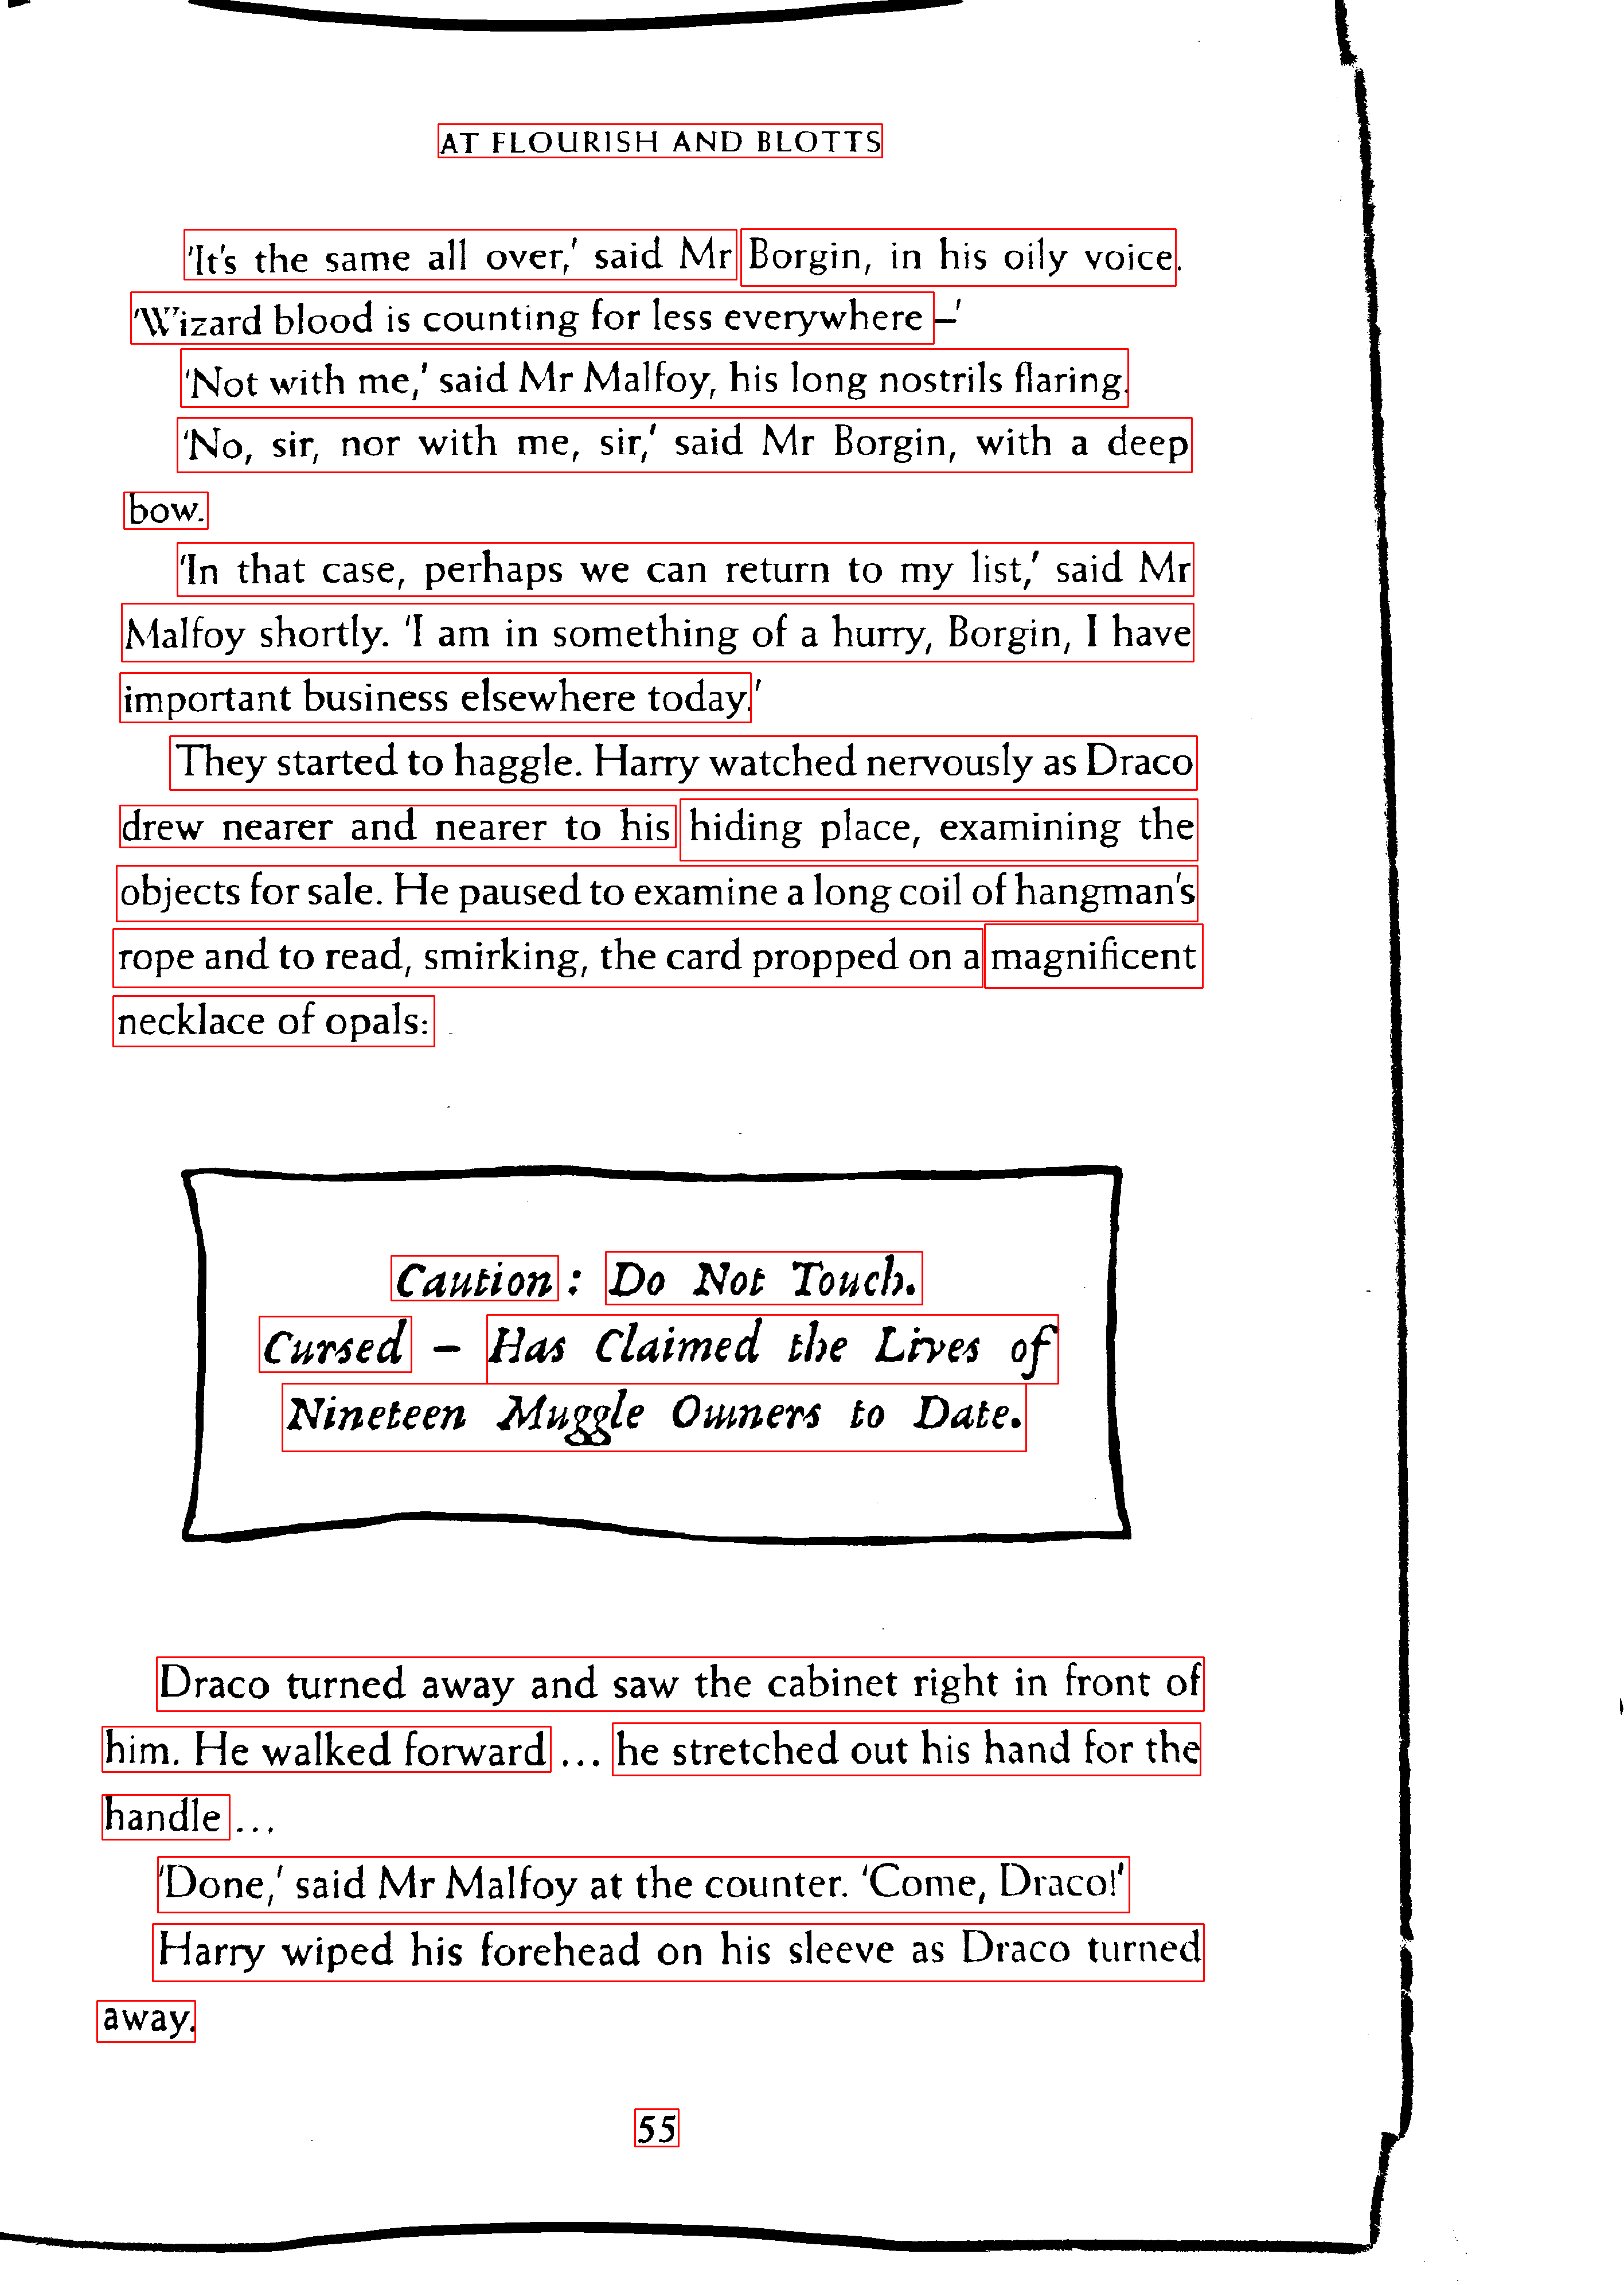 AT FLOURISH AND BLOTTS
'It's the same all over,' said Mr Borgin, in his oily voice.
'Wizard blood is counting for less everywhere –'
'Not with me,' said Mr Malfoy, his long nostrils flaring.
'No, sir, nor with me, sir,' said Mr Borgin, with a deep
bow.
'In that case, perhaps we can return to my list,' said Mr
Malfoy shortly. 'I am in something of a hurry, Borgin, I have
important business elsewhere today.'
They started to haggle. Harry watched nervously as Draco
drew nearer and nearer to his hiding place, examining the
objects for sale. He paused to examine a long coil of hangman's
rope and to read, smirking, the card propped on a magnificent
necklace of opals:
Caution: Do Not Touch.
Cursed – Has Claimed the Lives of
Nineteen Muggle Owners to Date.
Draco turned away and saw the cabinet right in front of
him. He walked forward ... he stretched out his hand for the
handle ...
'Done,' said Mr Malfoy at the counter. 'Come, Draco!'
Harry wiped his forehead on his sleeve as Draco turned
away.
55